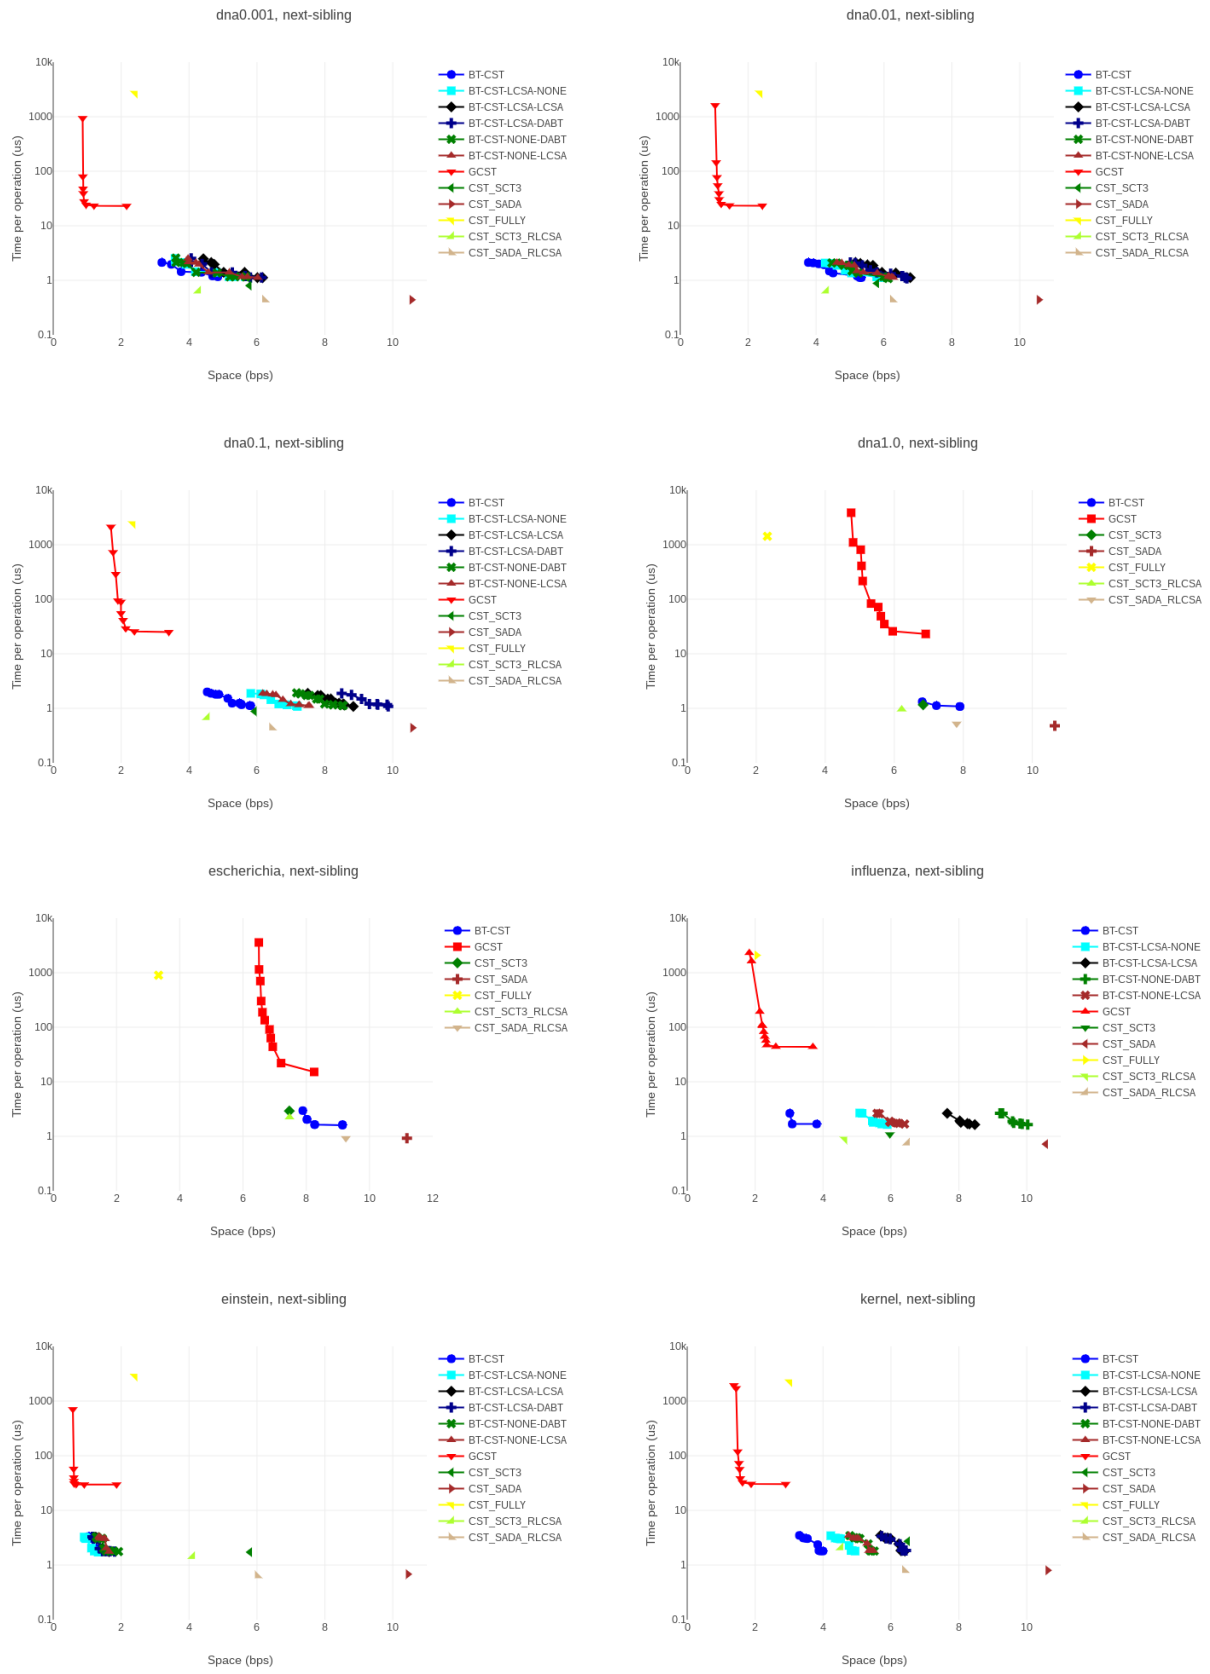 dna0.001, next-sibling
10k
1000
100
10
1
0.1
0
2
4
6
8
10
Time per operation (us)
Space (bps)
BT-CST
BT-CST-LCSA-NONE
BT-CST-LCSA-LCSA
BT-CST-LCSA-DABT
BT-CST-NONE-DABT
BT-CST-NONE-LCSA
GCST
CST_SCT3
CST_SADA
CST_FULLY
CST_SCT3_RLCSA
CST_SADA_RLCSA
dna0.01, next-sibling
10k
1000
100
10
1
0.1
0
2
4
6
8
10
Time per operation (us)
Space (bps)
BT-CST
BT-CST-LCSA-NONE
BT-CST-LCSA-LCSA
BT-CST-LCSA-DABT
BT-CST-NONE-DABT
BT-CST-NONE-LCSA
GCST
CST_SCT3
CST_SADA
CST_FULLY
CST_SCT3_RLCSA
CST_SADA_RLCSA
dna0.1, next-sibling
10k
1000
100
10
1
0.1
0
2
4
6
8
10
Time per operation (us)
Space (bps)
BT-CST
BT-CST-LCSA-NONE
BT-CST-LCSA-LCSA
BT-CST-LCSA-DABT
BT-CST-NONE-DABT
BT-CST-NONE-LCSA
GCST
CST_SCT3
CST_SADA
CST_FULLY
CST_SCT3_RLCSA
CST_SADA_RLCSA
dna1.0, next-sibling
10k
1000
100
10
1
0.1
0
2
4
6
8
10
Time per operation (us)
Space (bps)
BT-CST
GCST
CST_SCT3
CST_SADA
CST_FULLY
CST_SCT3_RLCSA
CST_SADA_RLCSA
escherichia, next-sibling
10k
1000
100
10
1
0.1
0
2
4
6
8
10
12
Time per operation (us)
Space (bps)
BT-CST
GCST
CST_SCT3
CST_SADA
CST_FULLY
CST_SCT3_RLCSA
CST_SADA_RLCSA
influenza, next-sibling
10k
1000
100
10
1
0.1
0
2
4
6
8
10
Time per operation (us)
Space (bps)
BT-CST
BT-CST-LCSA-NONE
BT-CST-LCSA-LCSA
BT-CST-NONE-DABT
BT-CST-NONE-LCSA
GCST
CST_SCT3
CST_SADA
CST_FULLY
CST_SCT3_RLCSA
CST_SADA_RLCSA
einstein, next-sibling
10k
1000
100
10
1
0.1
0
2
4
6
8
10
Time per operation (us)
Space (bps)
BT-CST
BT-CST-LCSA-NONE
BT-CST-LCSA-LCSA
BT-CST-LCSA-DABT
BT-CST-NONE-DABT
BT-CST-NONE-LCSA
GCST
CST_SCT3
CST_SADA
CST_FULLY
CST_SCT3_RLCSA
CST_SADA_RLCSA
kernel, next-sibling
10k
1000
100
10
1
0.1
0
2
4
6
8
10
Time per operation (us)
Space (bps)
BT-CST
BT-CST-LCSA-NONE
BT-CST-LCSA-LCSA
BT-CST-LCSA-DABT
BT-CST-NONE-DABT
BT-CST-NONE-LCSA
GCST
CST_SCT3
CST_SADA
CST_FULLY
CST_SCT3_RLCSA
CST_SADA_RLCSA